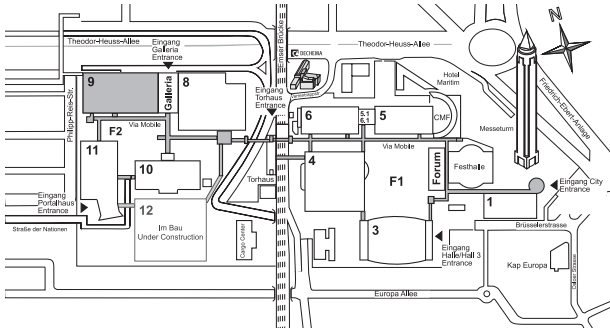 Theodor-Heuss-Allee
Eingang
Galleria
Entrance
Emser Brücke
DECHEMA
Theodor-Heuss-Allee
Hotel
Maritim
Friedrich-Ebert-Anlage
Philipp-Reis-Str.
9
Galleria
8
Eingang
Torhaus
Entrance
6
5.1
6.1
5
CMF
Messeturm
Via Mobile
F2
11
10
Via Mobile
4
F1
Forum
Festhalle
Torhaus
Eingang City
Entrance
1
Eingang
Portalhaus
Entrance
12
Im Bau
Under Construction
Straße der Nationen
Cargo Center
3
Eingang
Halle/Hall 3
Entrance
Brüsselerstrasse
Kap Europa
Europa Allee